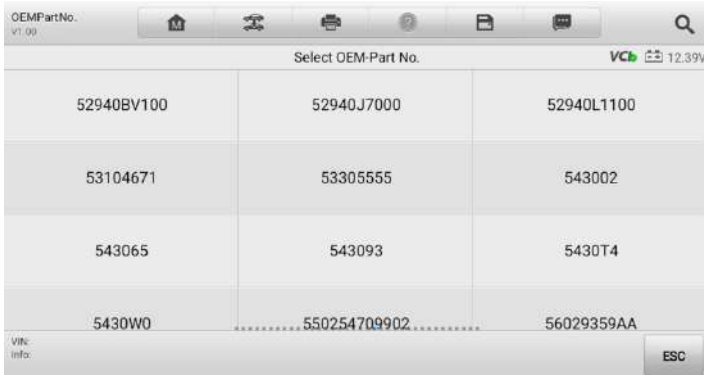 OEMPartNo.
V1.00
M
Select OEM-Part No. VCI 12.39V
52940BV100 52940J7000 52940L1100
53104671 53305555 543002
543065 543093 5430T4
5430W0 550254709902 56029359AA
VIN:
Info:
ESC